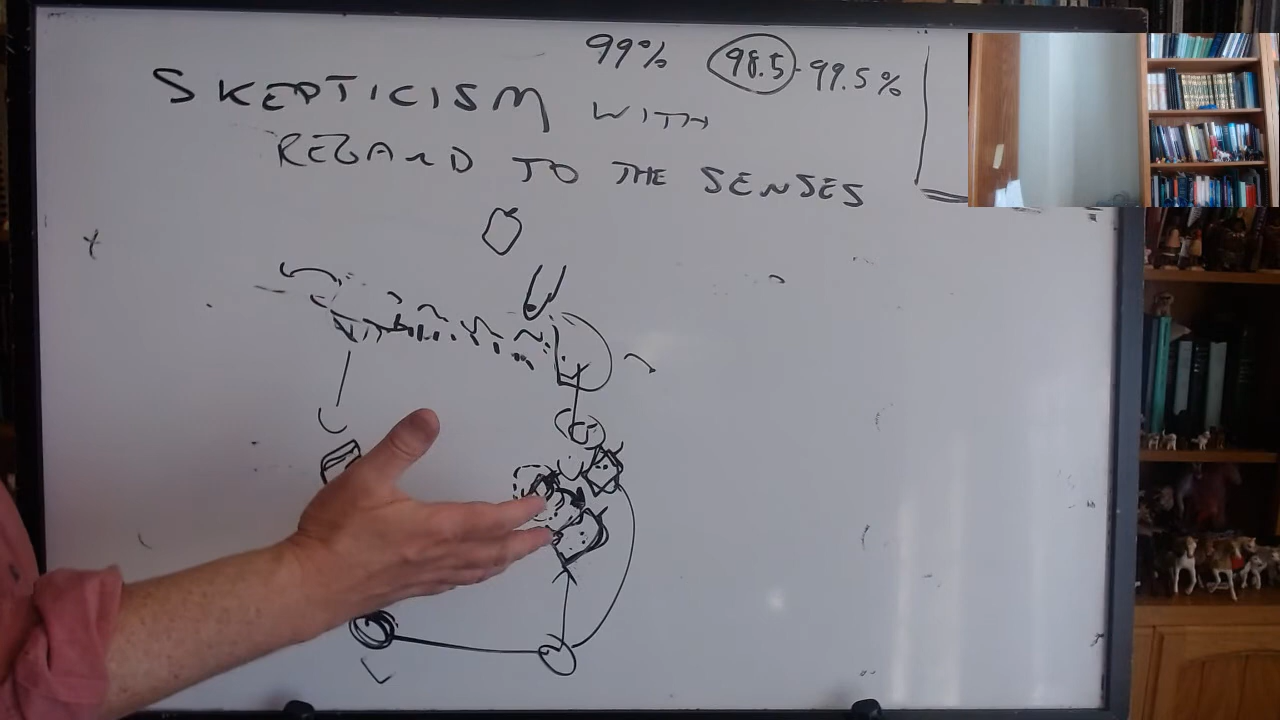 99% 98.5-99.5%
SKEPTICISM WITH
REGARD TO THE SENSES